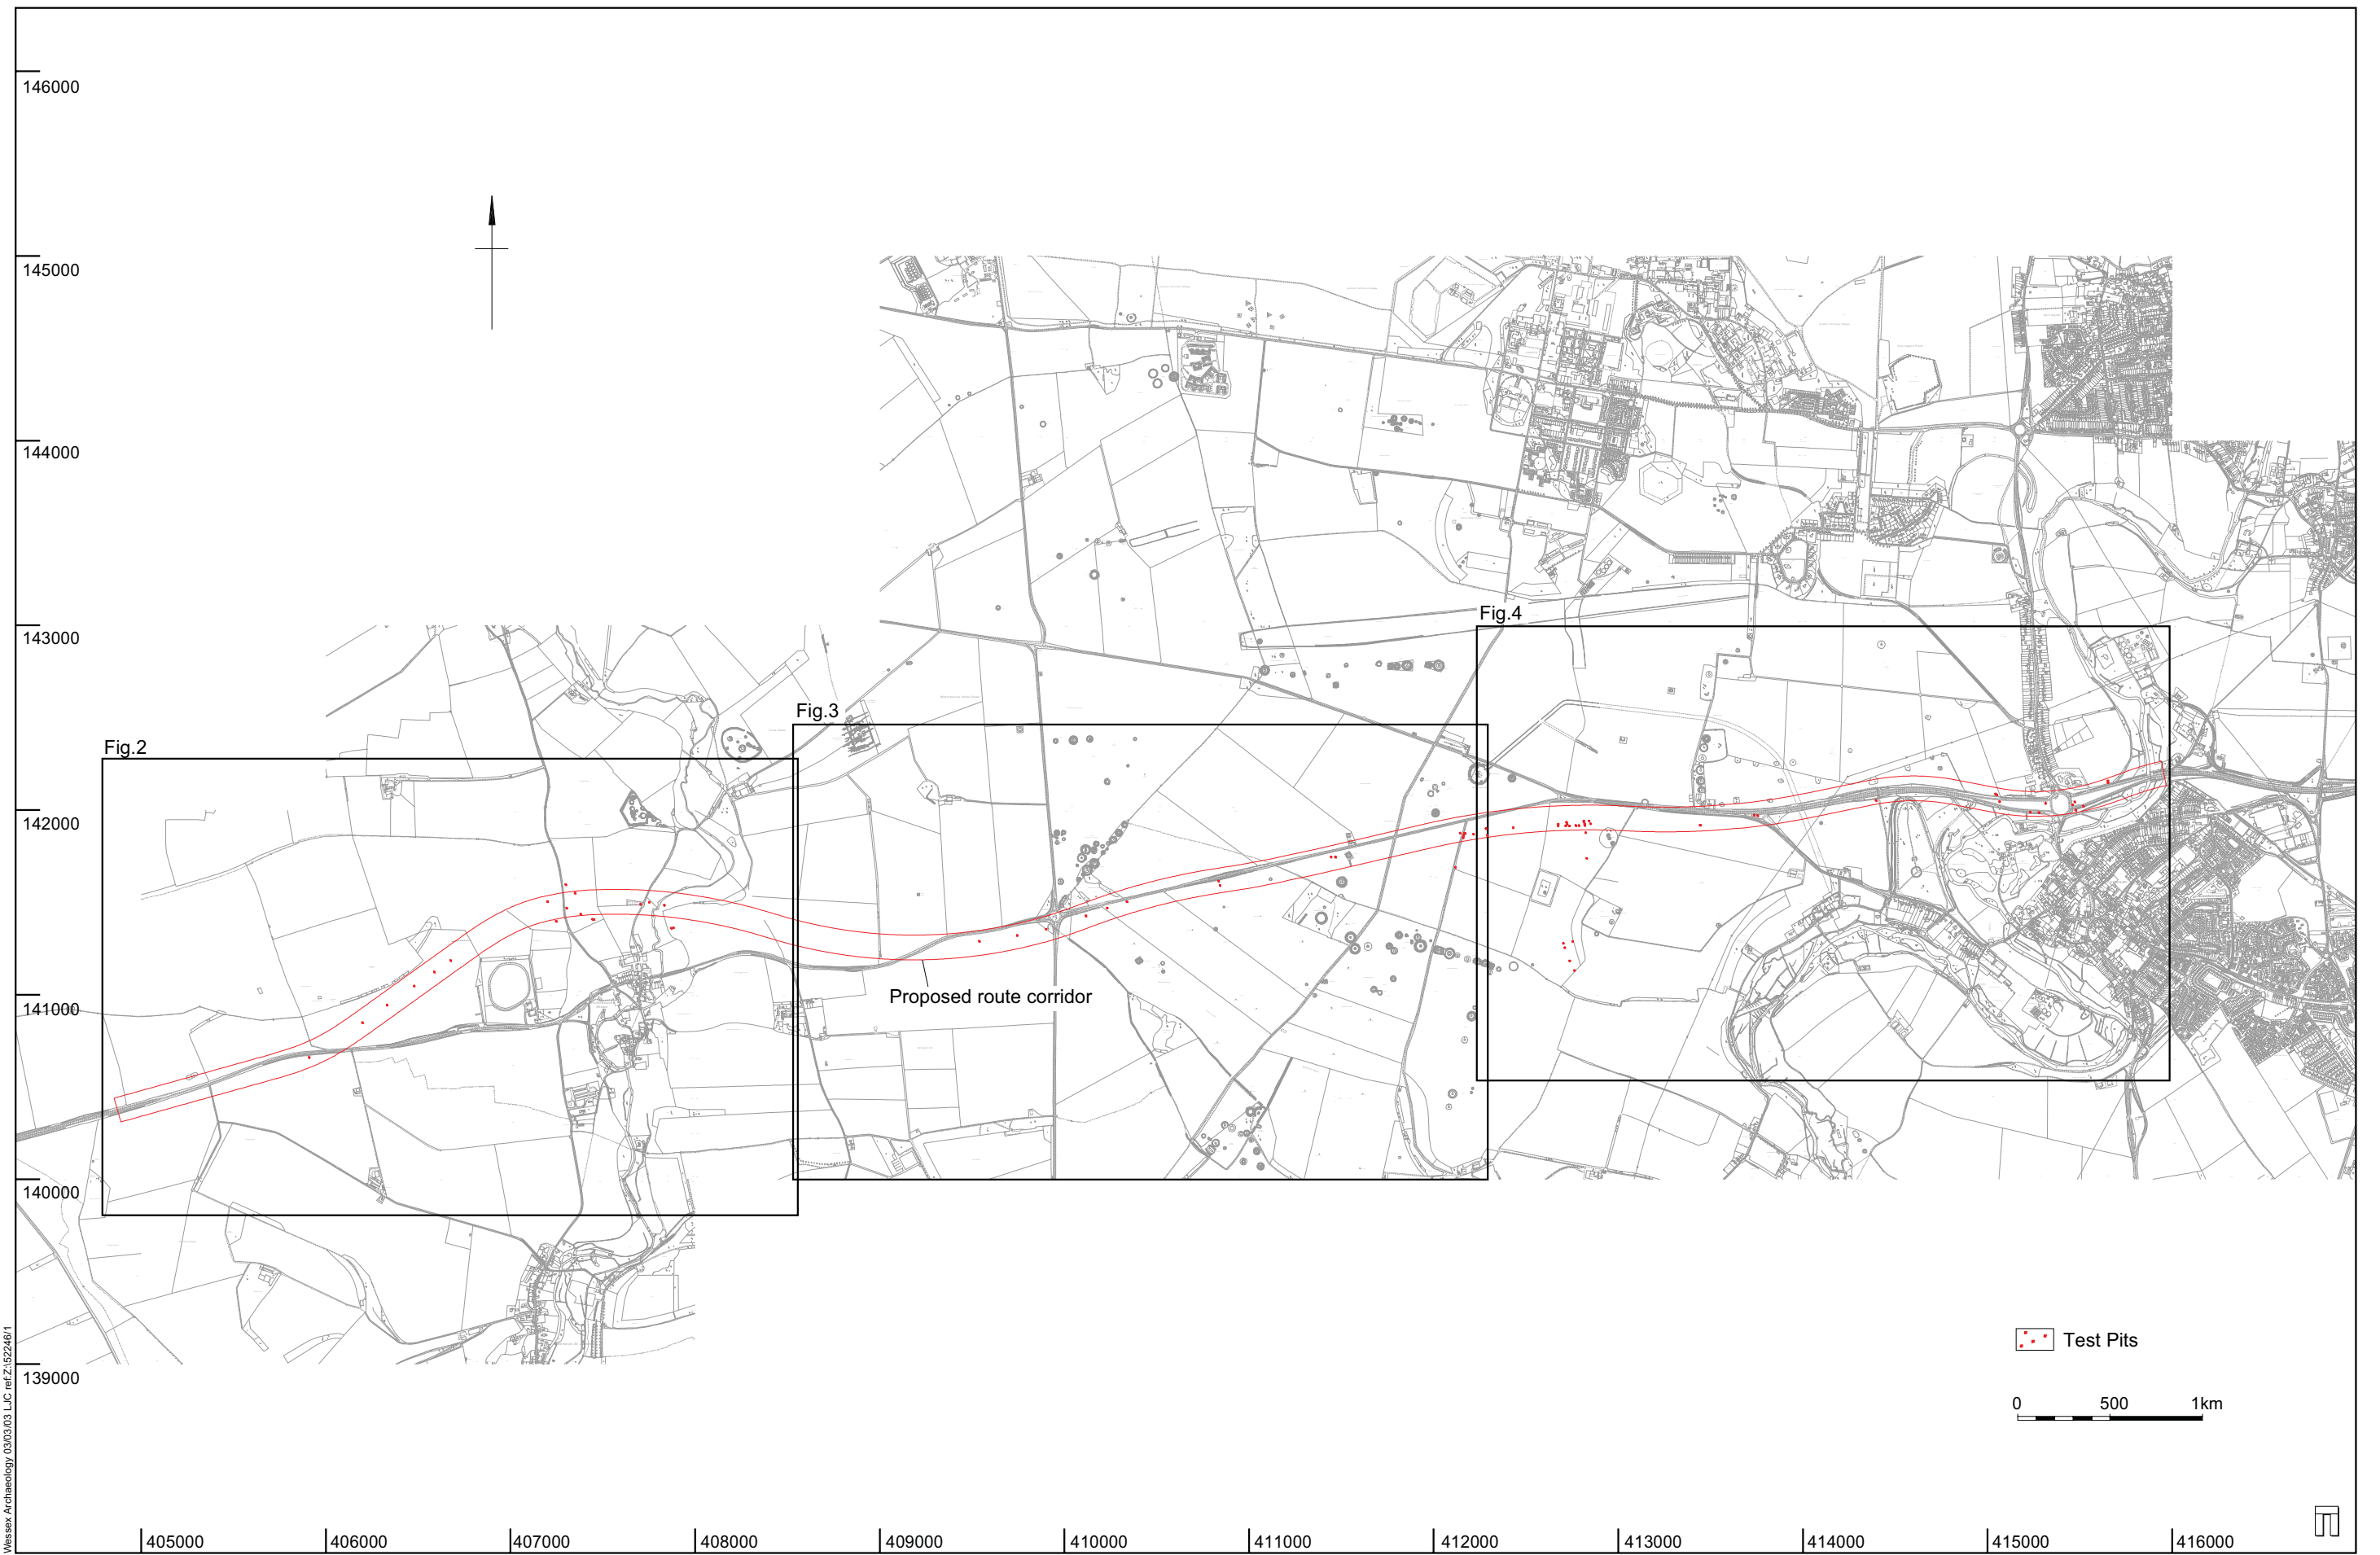 146000
145000
144000
Fig.4
143000
Fig.3
Fig.2
142000
Proposed route corridor
141000
140000
Test Pits
139000
0 500 1km
Wessex Archaeology 03/03/03 LJC ref:Z:\52246/1
405000 406000 407000 408000 409000 410000 411000 412000 413000 414000 415000 416000